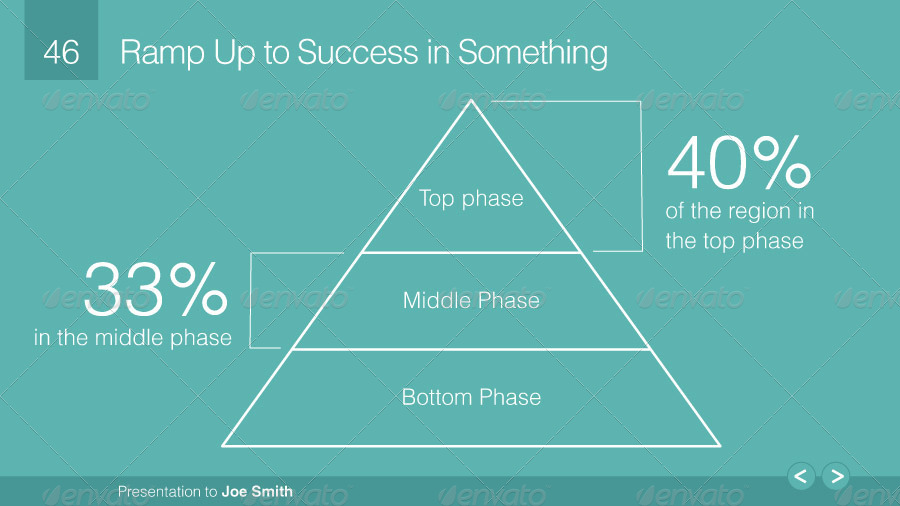 46
Ramp Up to Success in Something
Top phase
40%
of the region in
the top phase
33%
in the middle phase
Middle Phase
Bottom Phase
Presentation to Joe Smith
< >
envato